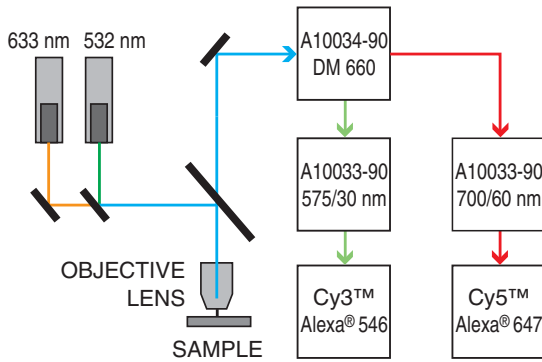 633 nm
532 nm
A10034-90
DM 660
A10033-90
575/30 nm
A10033-90
700/60 nm
OBJECTIVE
LENS
SAMPLE
Cy3™
Alexa® 546
Cy5™
Alexa® 647